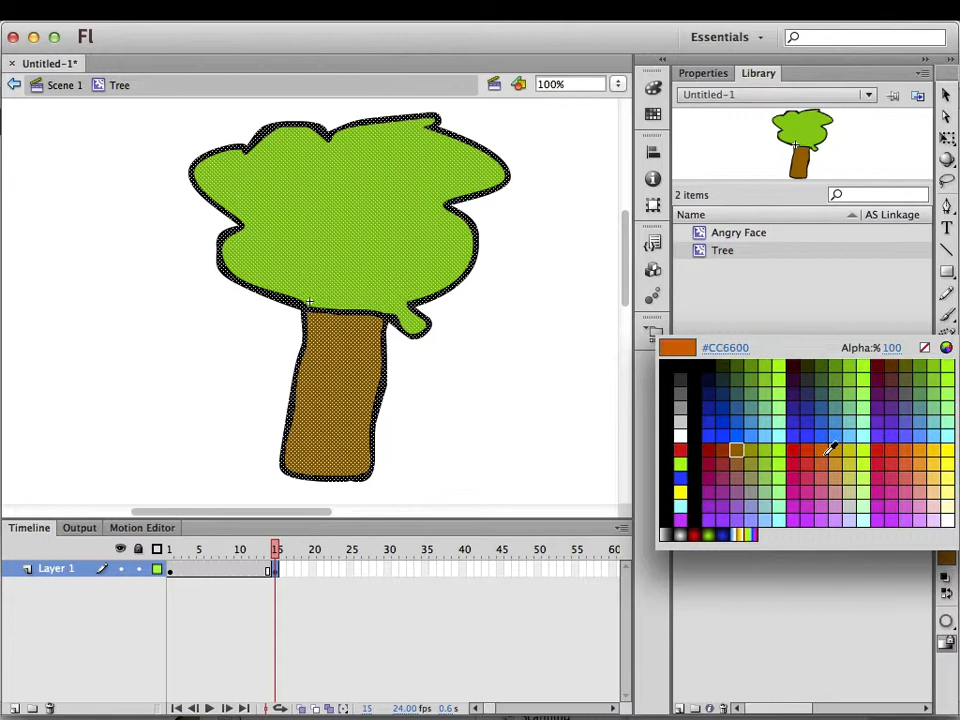 Fl
Essentials
Untitled-1*
Scene 1
Tree
100%
Properties
Library
Untitled-1
2 items
Name
AS Linkage
Angry Face
Tree
#CC6600
Alpha:% 100
Timeline
Output
Motion Editor
1 5 10 15 20 25 30 35 40 45 50 55 60
Layer 1
15
24.00 fps
0.6 s